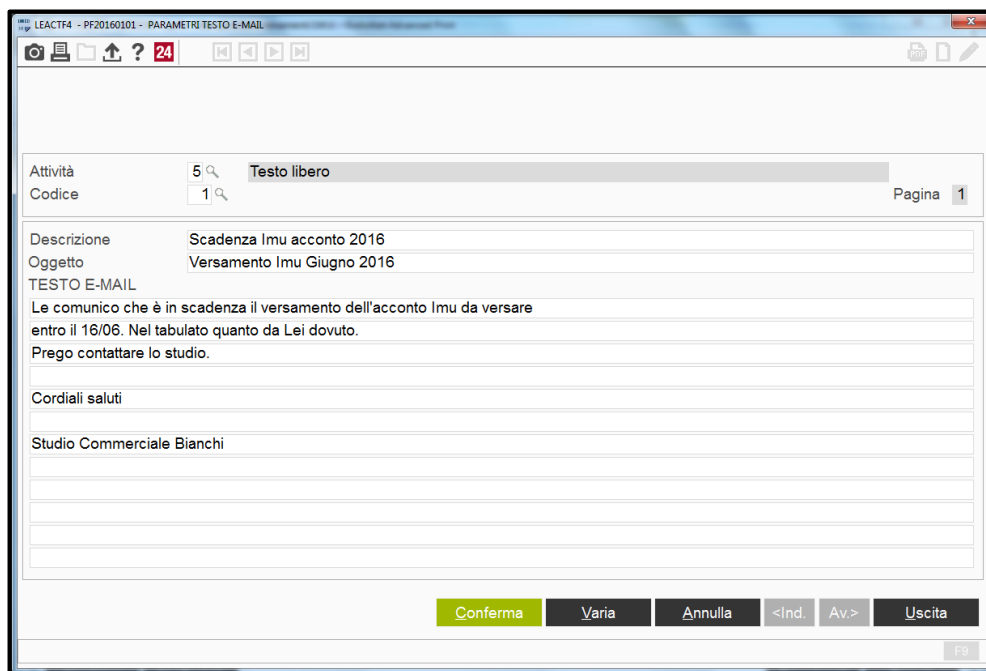 LEACTF4 - PF20160101 - PARAMETRI TESTO E-MAIL
24
Attività 5 Testo libero
Codice 1 Pagina 1
Descrizione Scadenza Imu acconto 2016
Oggetto Versamento Imu Giugno 2016
TESTO E-MAIL
Le comunico che è in scadenza il versamento dell'acconto Imu da versare
entro il 16/06. Nel tabulato quanto da Lei dovuto.
Prego contattare lo studio.
Cordiali saluti
Studio Commerciale Bianchi
Conferma Varia Annulla <Ind. Av.> Uscita
F9